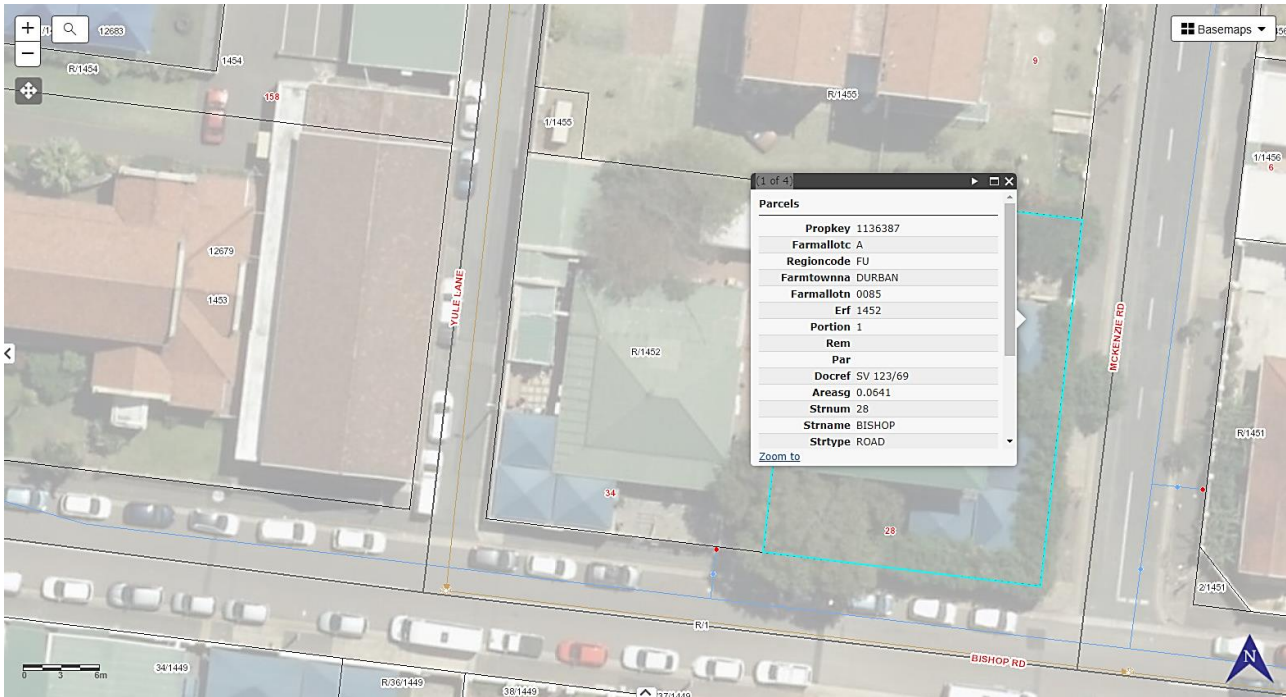 +
12683
Basemaps
−
1454
R/1454
9
158
R/1455
1/1455
1/1456
6
(1 of 4)
Parcels
Propkey 1136387
Farmallotc A
Regioncode FU
Farmtownna DURBAN
Farmallotn 0085
Erf 1452
Portion 1
Rem
Par
Docref SV 123/69
Areasg 0.0641
Strnum 28
Strname BISHOP
Strtype ROAD
Zoom to
12679
1453
YULE LANE
R/1452
MCKENZIE RD
R/1451
34
28
2/1451
R/1
BISHOP RD
N
0 3 6m
34/1449
R/36/1449
38/1449
37/1449